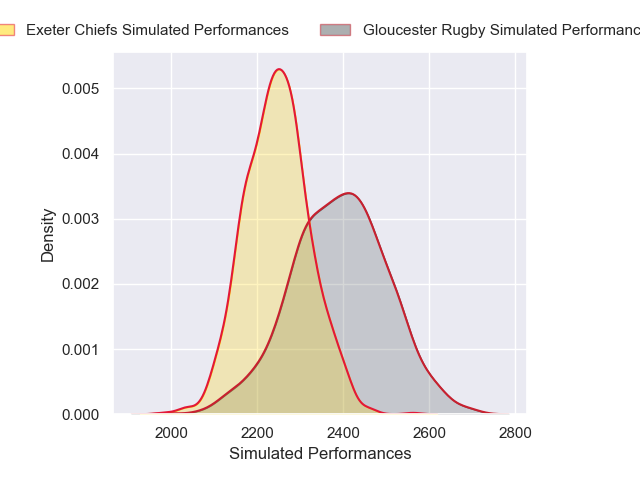 Exeter Chiefs Simulated Performances Gloucester Rugby Simulated Performanc
0.005
0.004
0.003
0.002
0.001
0.000
Density
2000 2200 2400 2600 2800
Simulated Performances